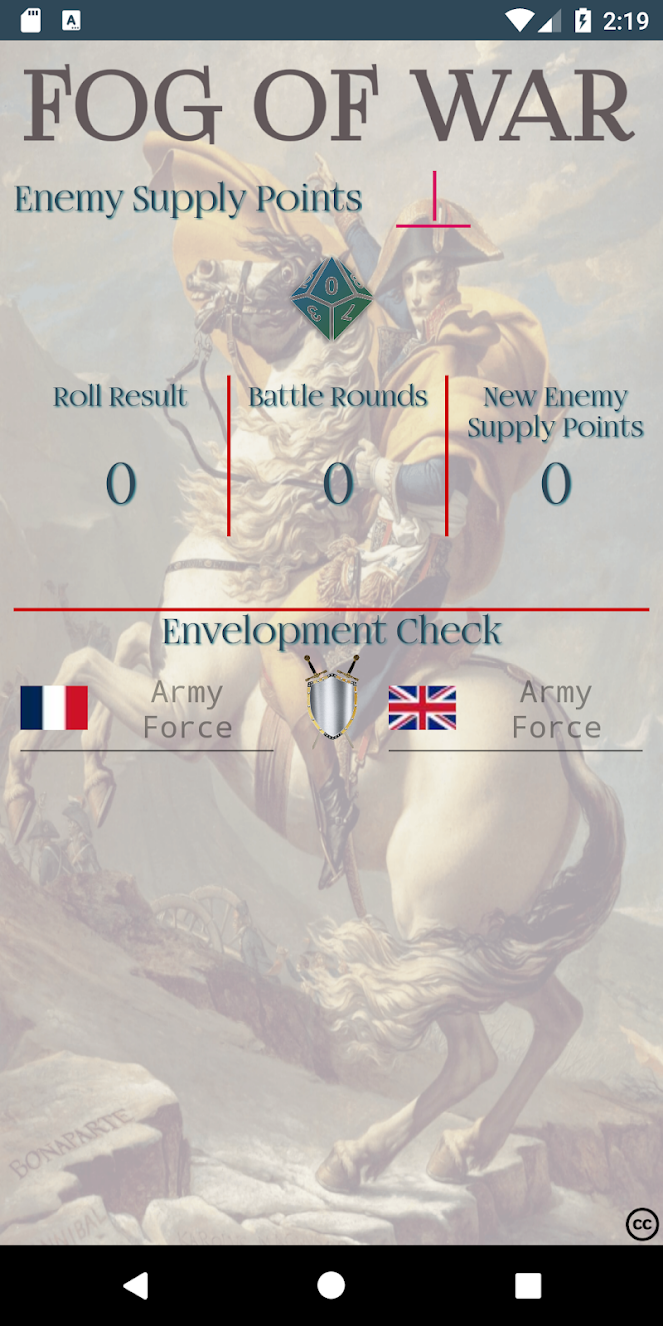 2:19
FOG OF WAR
Enemy Supply Points
0
Roll Result
Battle Rounds
New Enemy
Supply Points
0
0
0
Envelopment Check
Army
Force
Army
Force
BONAPARTE
cc